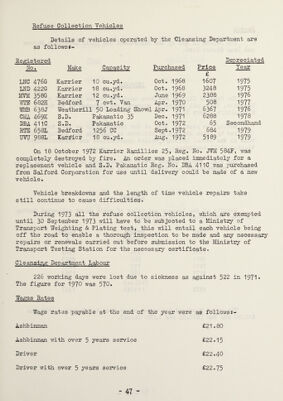 Refuse Collection Vehicles
Details of vehicles operated by the Cleansing Department are
as follows:-
Registered No. Make Capacity Purchased Price £ Depreciated Year
LNC 476G Karrier 10 cu.yd. Oct. 1968 1607 1975
LND 422G Karrier 18 cu.yd. Oct. 1968 3248 1975
NVR 358G Karrier 12 cu.yd. June 1969 2308 1976
WTF 682H Bedford 7 cwt. Van Apr. 1970 508 1977
WTB 638J Weatherill 50 Loading Shovel Apr. 1971 6367 1976
CHA 469K S.D. Pakamatic 35 Dec. 1971 6288 1978
DBA 411C S.D. Pakamatic Oct. 1972 65 Secondhand
RTE 658L Bedford 1256 CC Sept.1972 684 1979
UVJ 988L Karrier 18 cu.yd. Aug. 1972 5189 1979
On 18 October 1972 Karrier Ramillies 25, Reg. No. JVM 584F, was
completely destroyed by fire. An order was placed immediately for a
replacement vehicle and S.D. Pakamatic Reg. No. 411C was purchased
from Salford Corporation for use until delivery could be made of a new
vehicle.
Vehicle breakdowns and the length of time vehicle repairs take
still continue to cause difficulties.
During 1973 all the refuse collection vehicles, which are exempted
until 30 September 1973 will have to be subjected to a Ministry of
Transport Weighting & Plating test, this will entail each vehicle being
off the road to enable a thorough inspection to be made and any necessary
repairs or renewals carried out before submission to the Ministry of
Transport Testing Station for the necessary certificate.
Cleansing Department Labour
226 working days were lost due to sickness as against 522 in 1971.
The figure for 1970 was 570.
Wages Rates
Wage rates payable at the end of the year were as follows:-
Ashbinman £21.80
Ashbinman with over 5 years service £22.15
Driver £22.40
Driver with over 5 years service £22.75
- 47 -